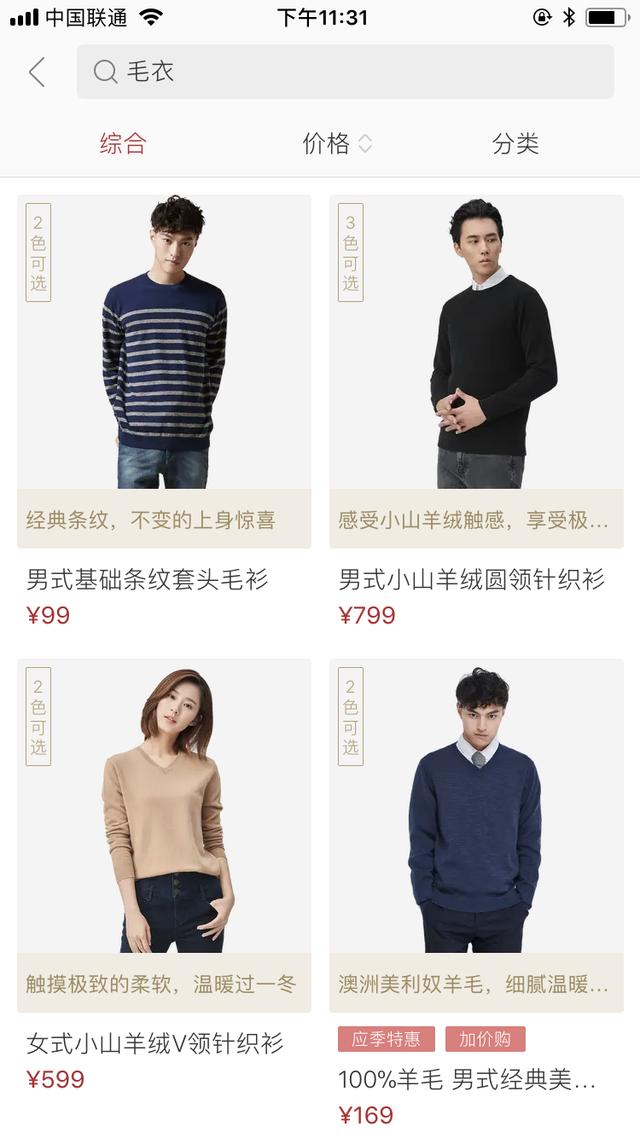 中国联通 下午11:31
毛衣
综合 价格 分类
2色可选
经典条纹，不变的上身惊喜
男式基础条纹套头毛衫
¥99
3色可选
感受小山羊绒触感，享受极...
男式小山羊绒圆领针织衫
¥799
2色可选
触摸极致的柔软，温暖过一冬
女式小山羊绒V领针织衫
¥599
2色可选
澳洲美利奴羊毛，细腻温暖...
应季特惠 加价购
100%羊毛 男式经典美...
¥169